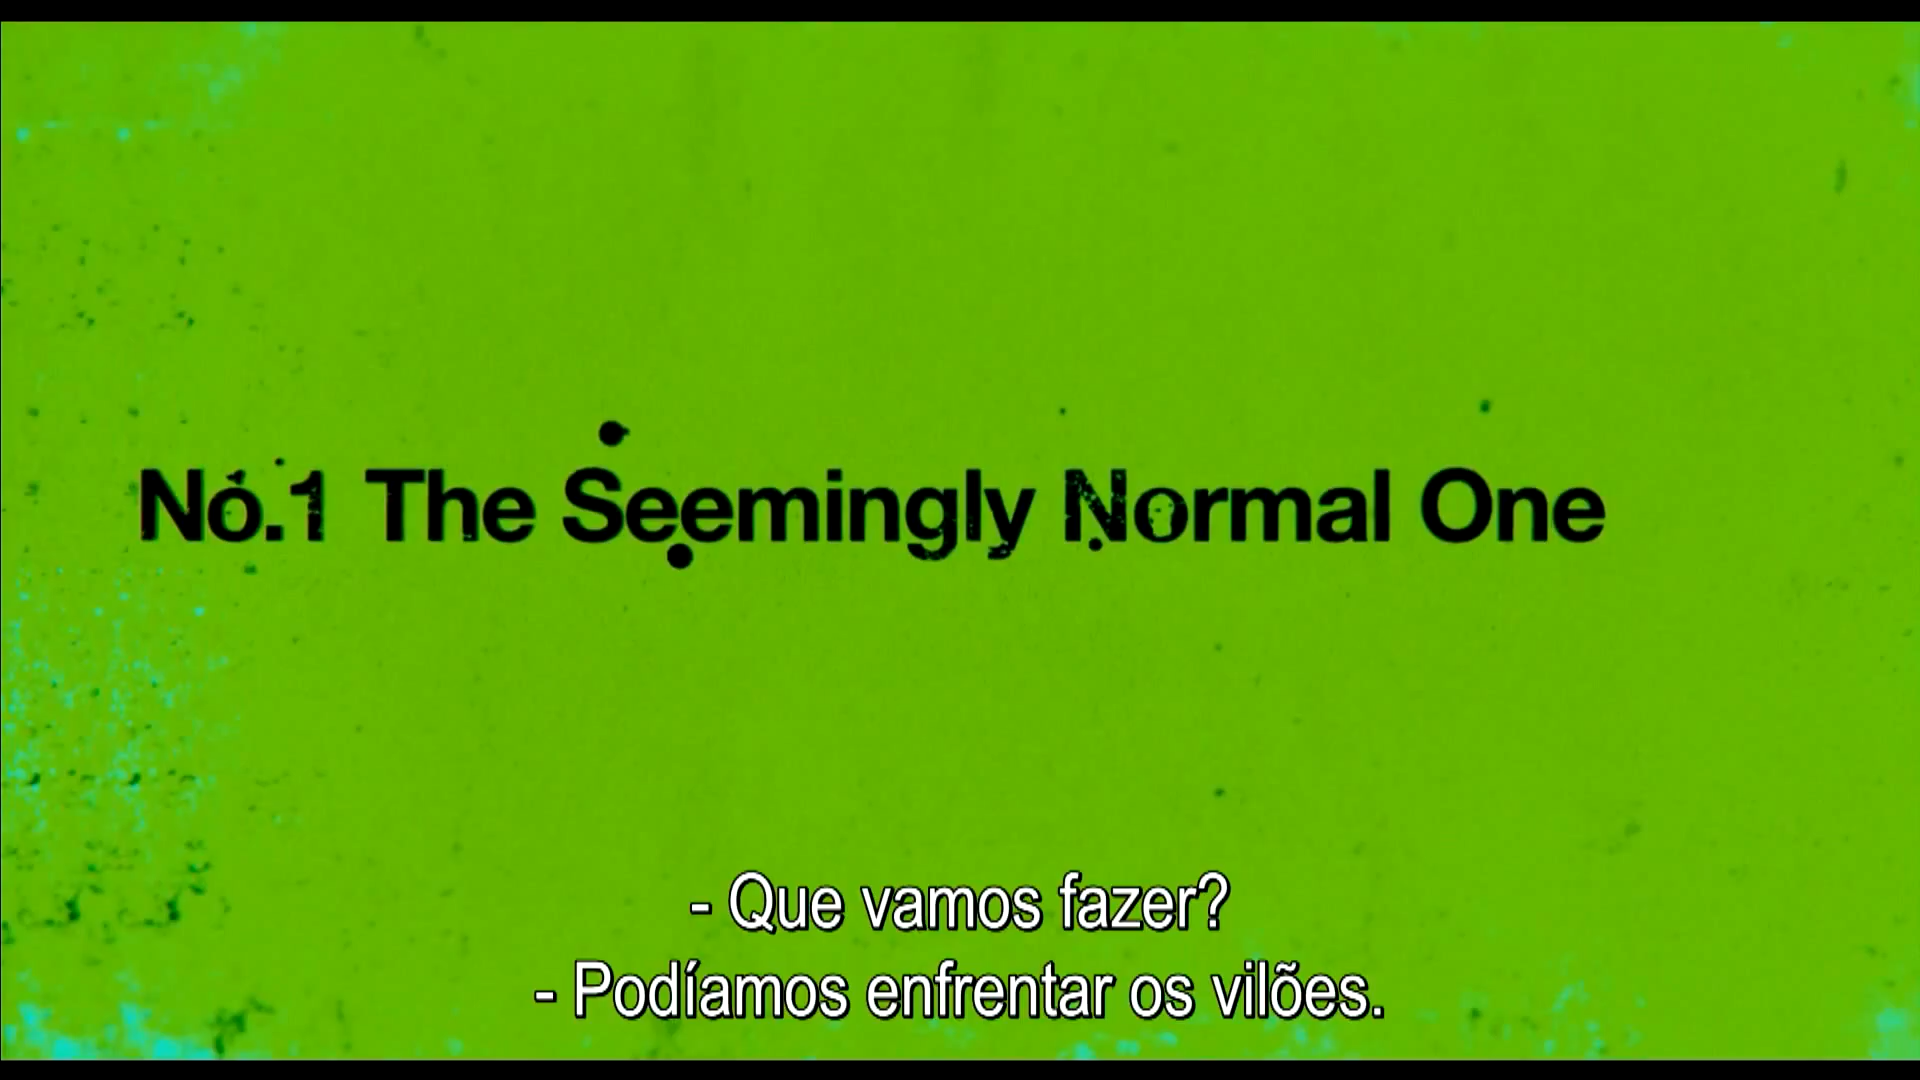 No.1 The Seemingly Normal One
- Que vamos fazer?
- Podíamos enfrentar os vilões.